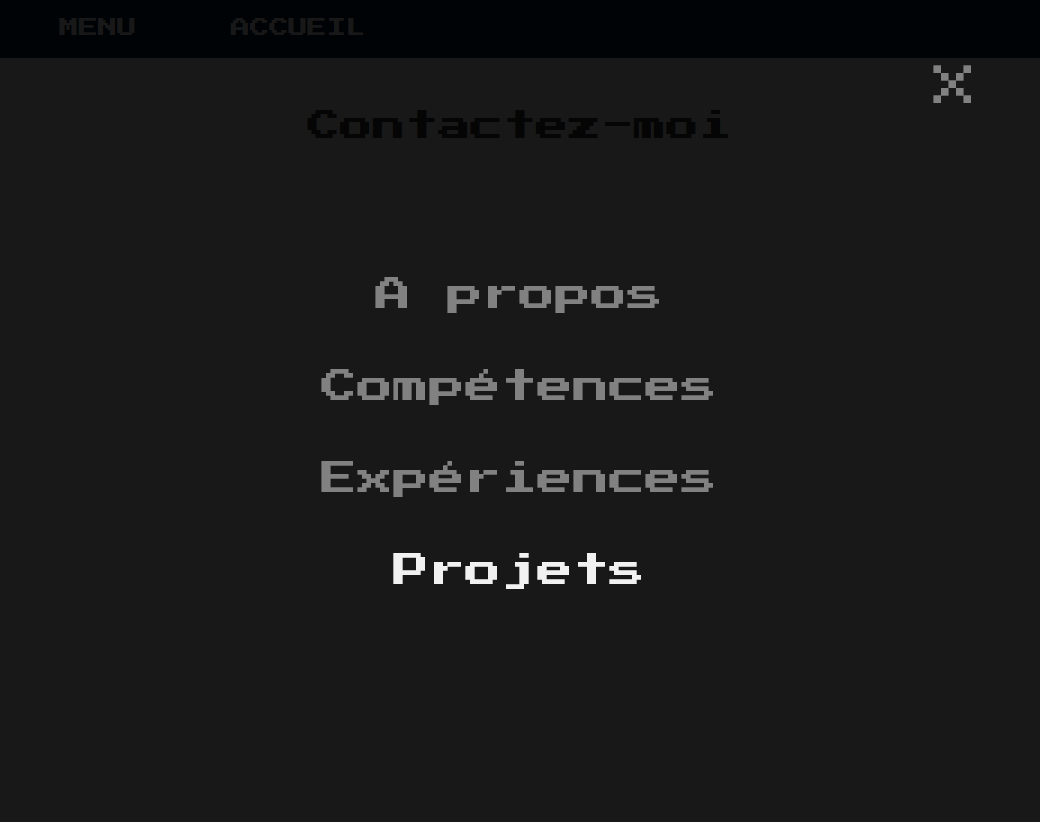 MENU ACCUEIL
X
Contactez-moi
A propos
Compétences
Expériences
Projets